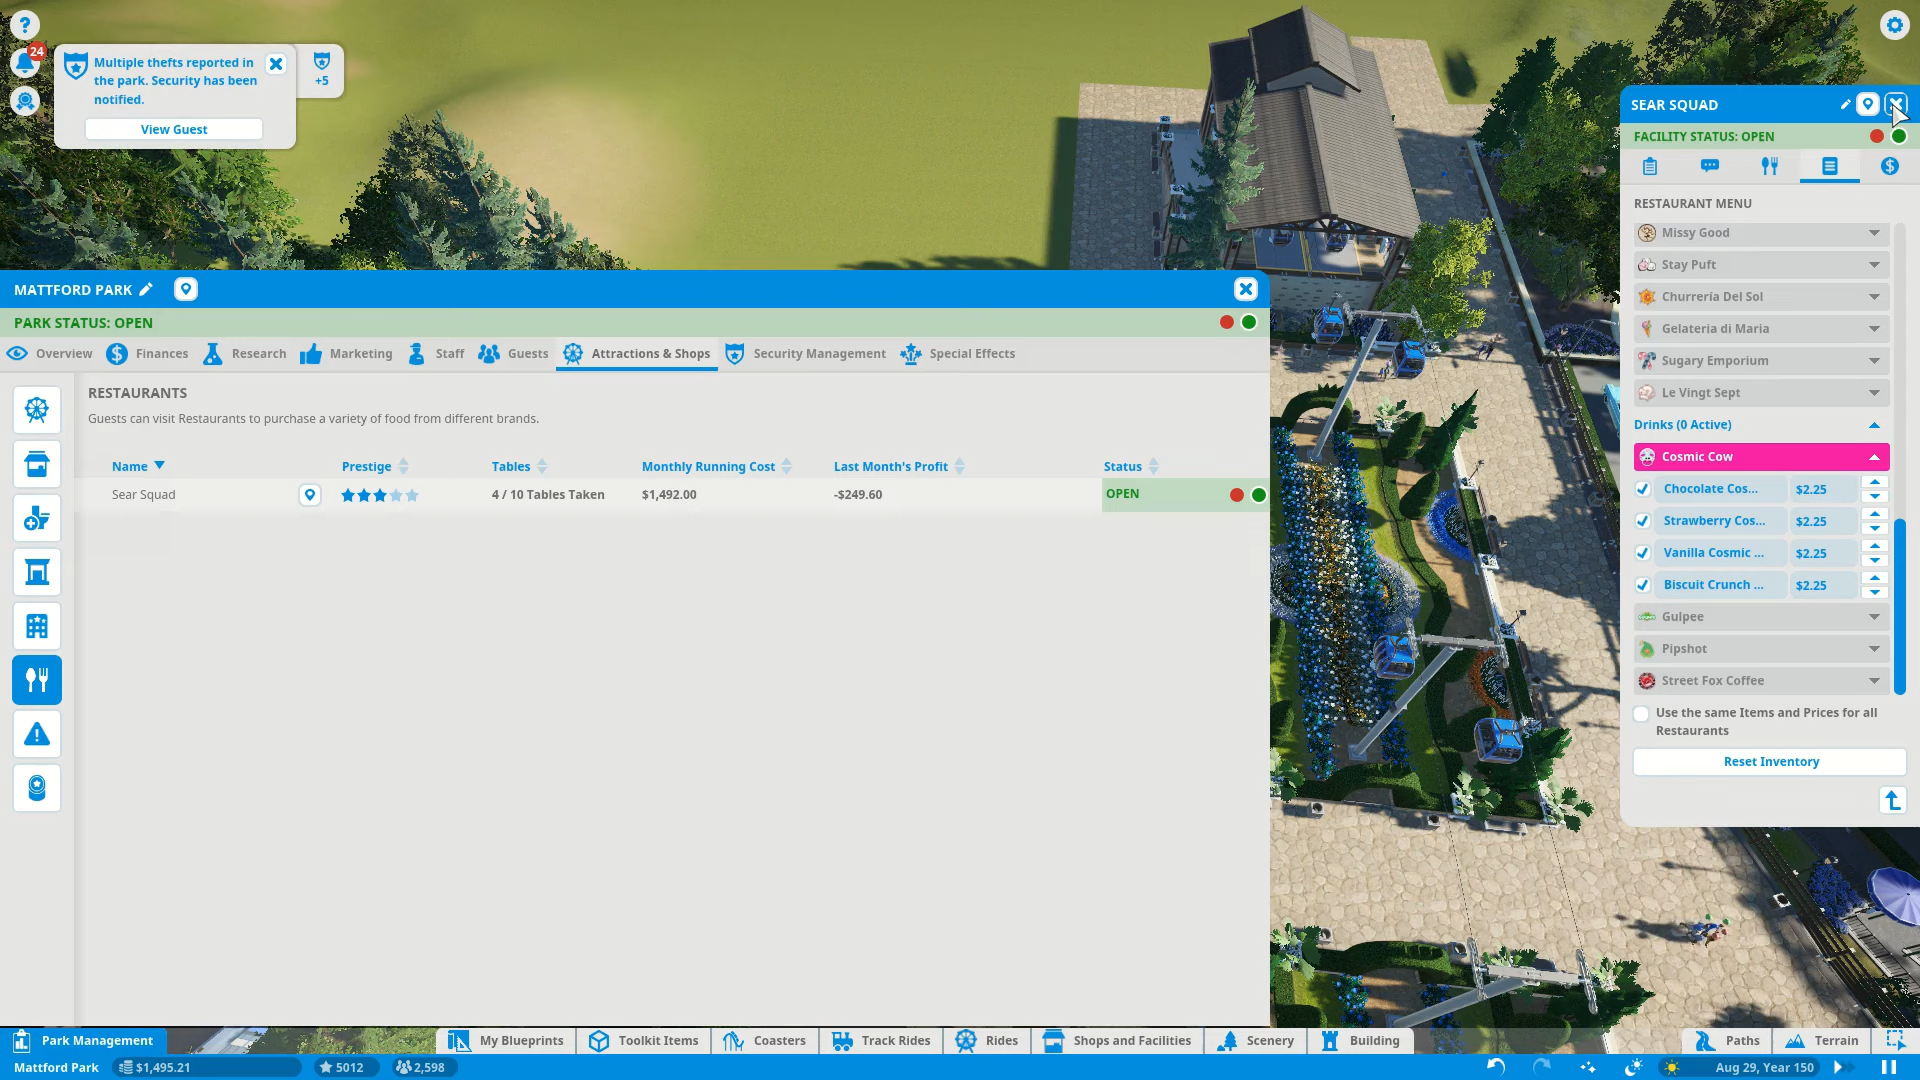 24
Multiple thefts reported in
the park. Security has been
notified.
+5
View Guest
SEAR SQUAD
FACILITY STATUS: OPEN
RESTAURANT MENU
Missy Good
Stay Puft
Churrería Del Sol
Gelateria di Maria
Sugary Emporium
Le Vingt Sept
Drinks (0 Active)
Cosmic Cow
Chocolate Cos... $2.25
Strawberry Cos... $2.25
Vanilla Cosmic ... $2.25
Biscuit Crunch ... $2.25
Gulpee
Pipshot
Street Fox Coffee
Use the same Items and Prices for all
Restaurants
Reset Inventory
MATTFORD PARK
PARK STATUS: OPEN
Overview Finances Research Marketing Staff Guests Attractions & Shops Security Management Special Effects
RESTAURANTS
Guests can visit Restaurants to purchase a variety of food from different brands.
Name Prestige Tables Monthly Running Cost Last Month's Profit Status
Sear Squad 4 / 10 Tables Taken $1,492.00 -$249.60 OPEN
Park Management My Blueprints Toolkit Items Coasters Track Rides Rides Shops and Facilities Scenery Building Paths Terrain
Mattford Park $1,495.21 5012 2,598 Aug 29, Year 150